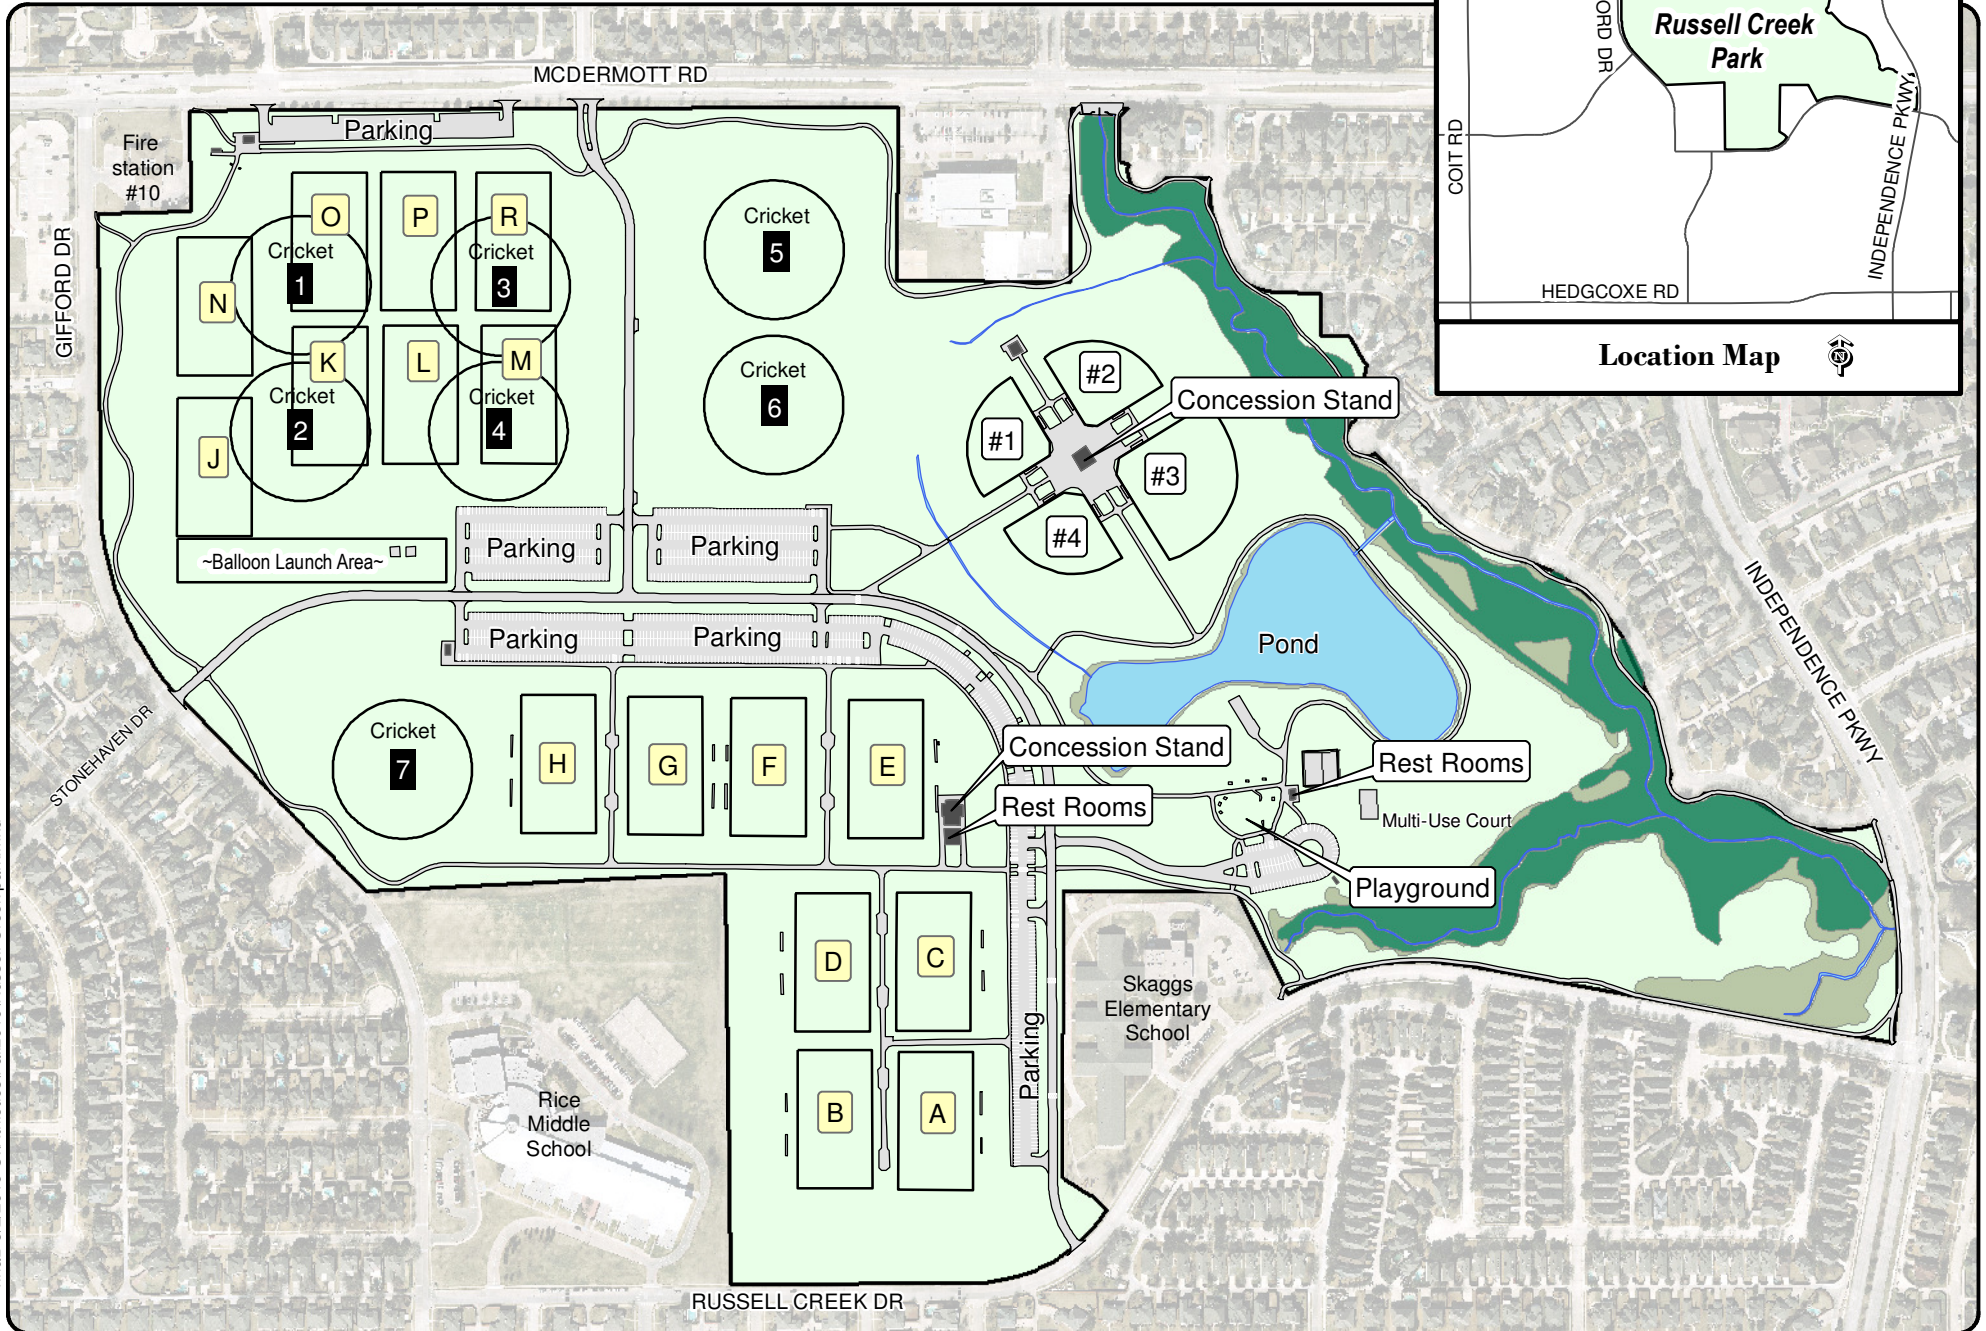 MCDERMOTT RD
Parking
Fire
station
#10
GIFFORD DR
O
P
R
Cricket
1
Cricket
3
N
K
L
M
Cricket
2
Cricket
4
J
Cricket
5
Cricket
6
~Balloon Launch Area~
Parking
Parking
Parking
Parking
#2
#1
#3
#4
Concession Stand
Pond
STONEHAVEN DR
Cricket
7
H
G
F
E
Concession Stand
Rest Rooms
Rest Rooms
Multi-Use Court
Playground
D
C
B
A
Parking
Skaggs
Elementary
School
Rice
Middle
School
RUSSELL CREEK DR
INDEPENDENCE PKWY
Russell Creek
Park
ORD DR
COIT RD
INDEPENDENCE PKWY
HEDGCOXE RD
Location Map
N